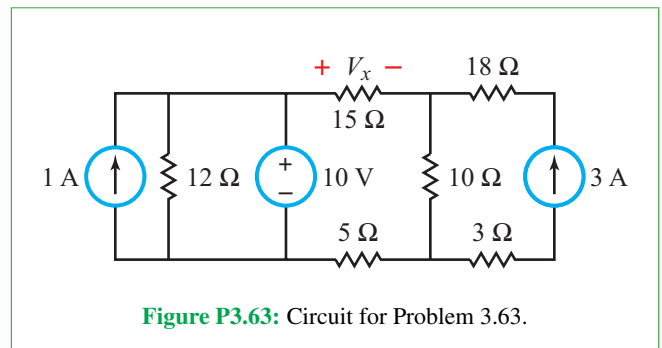 + Vx − 18 Ω
15 Ω
1 A 12 Ω + − 10 V 10 Ω 3 A
5 Ω 3 Ω
Figure P3.63: Circuit for Problem 3.63.